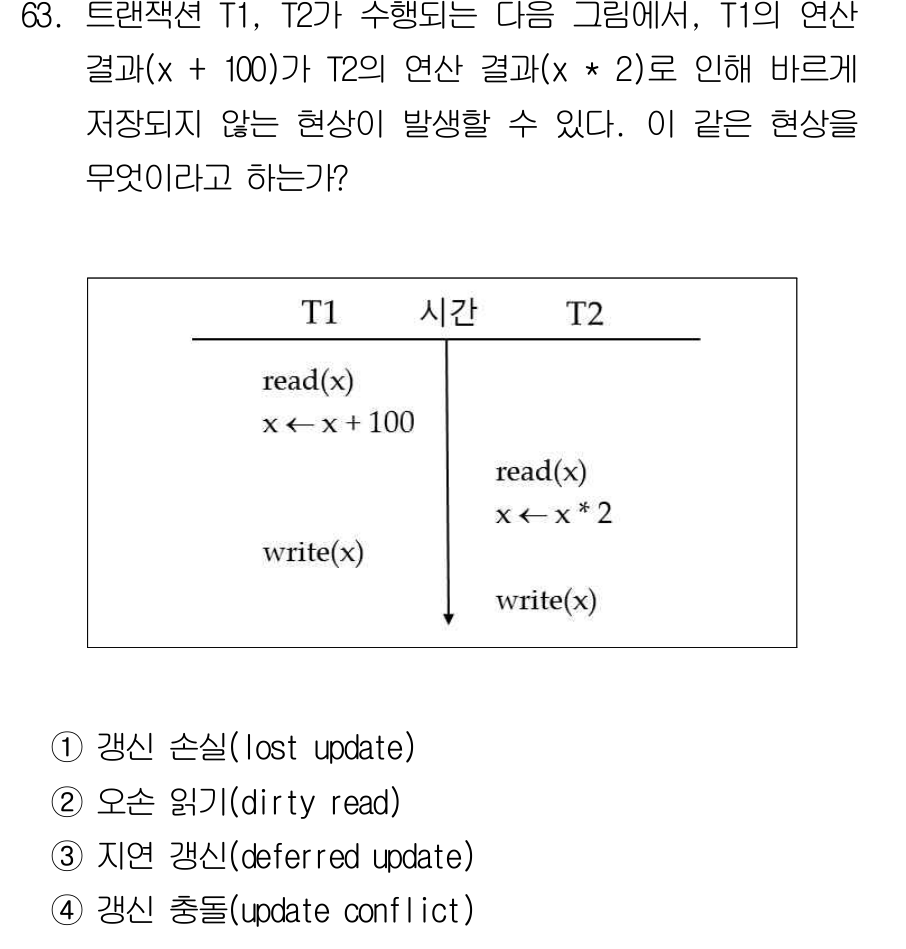 63. 트랜잭션 T1, T2가 수행되는 다음 그림에서, T1의 연산
결과(x + 100)가 T2의 연산 결과(x * 2)로 인해 바르게
저장되지 않는 현상이 발생할 수 있다. 이 같은 현상을
무엇이라고 하는가?
T1 시간 T2
read(x)
x ← x + 100
read(x)
x ← x * 2
write(x)
write(x)
① 갱신 손실(lost update)
② 오손 읽기(dirty read)
③ 지연 갱신(deferred update)
④ 갱신 충돌(update conflict)